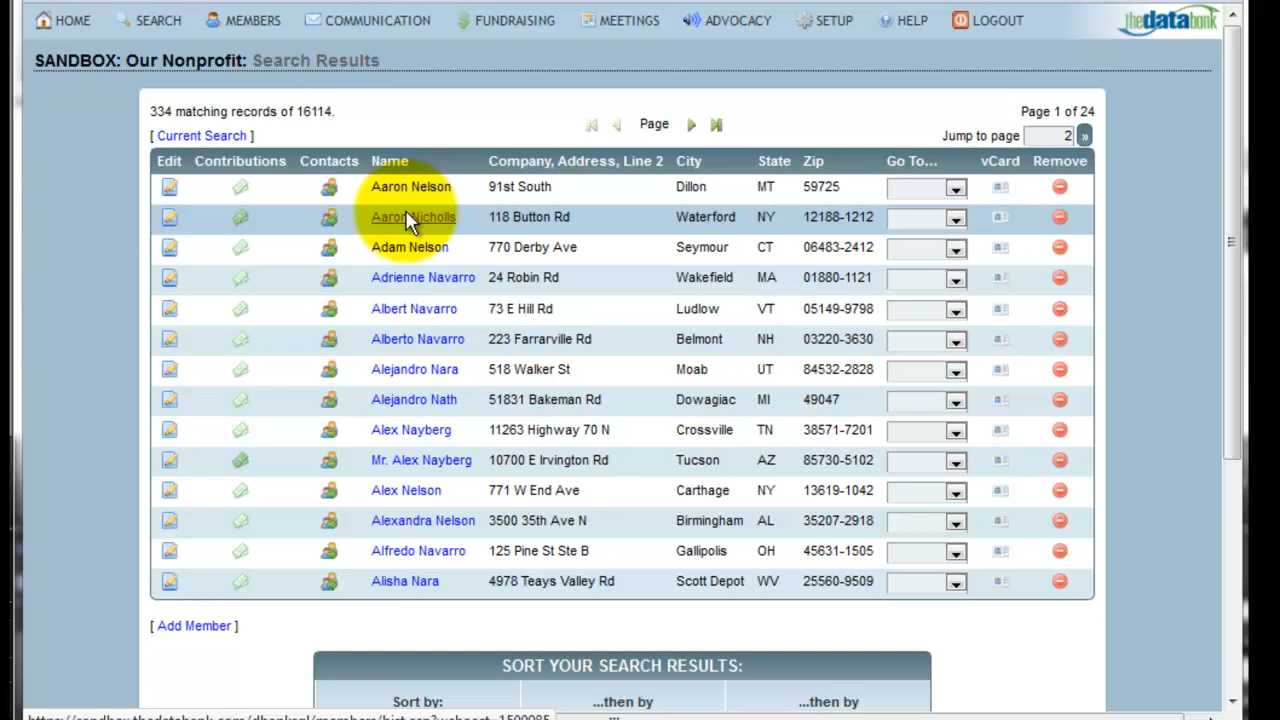 HOME SEARCH MEMBERS COMMUNICATION FUNDRAISING MEETINGS ADVOCACY SETUP HELP LOGOUT thedatabank
SANDBOX: Our Nonprofit: Search Results
334 matching records of 16114. Page 1 of 24
Page
[ Current Search ] Jump to page 2 »
Edit Contributions Contacts Name Company, Address, Line 2 City State Zip Go To... vCard Remove
Aaron Nelson 91st South Dillon MT 59725
Aaron Nicholls 118 Button Rd Waterford NY 12188-1212
Adam Nelson 770 Derby Ave Seymour CT 06483-2412
Adrienne Navarro 24 Robin Rd Wakefield MA 01880-1121
Albert Navarro 73 E Hill Rd Ludlow VT 05149-9798
Alberto Navarro 223 Farrarville Rd Belmont NH 03220-3630
Alejandro Nara 518 Walker St Moab UT 84532-2828
Alejandro Nath 51831 Bakeman Rd Dowagiac MI 49047
Alex Nayberg 11263 Highway 70 N Crossville TN 38571-7201
Mr. Alex Nayberg 10700 E Irvington Rd Tucson AZ 85730-5102
Alex Nelson 771 W End Ave Carthage NY 13619-1042
Alexandra Nelson 3500 35th Ave N Birmingham AL 35207-2918
Alfredo Navarro 125 Pine St Ste B Gallipolis OH 45631-1505
Alisha Nara 4978 Teays Valley Rd Scott Depot WV 25560-9509
[ Add Member ]
SORT YOUR SEARCH RESULTS:
Sort by: ...then by ...then by